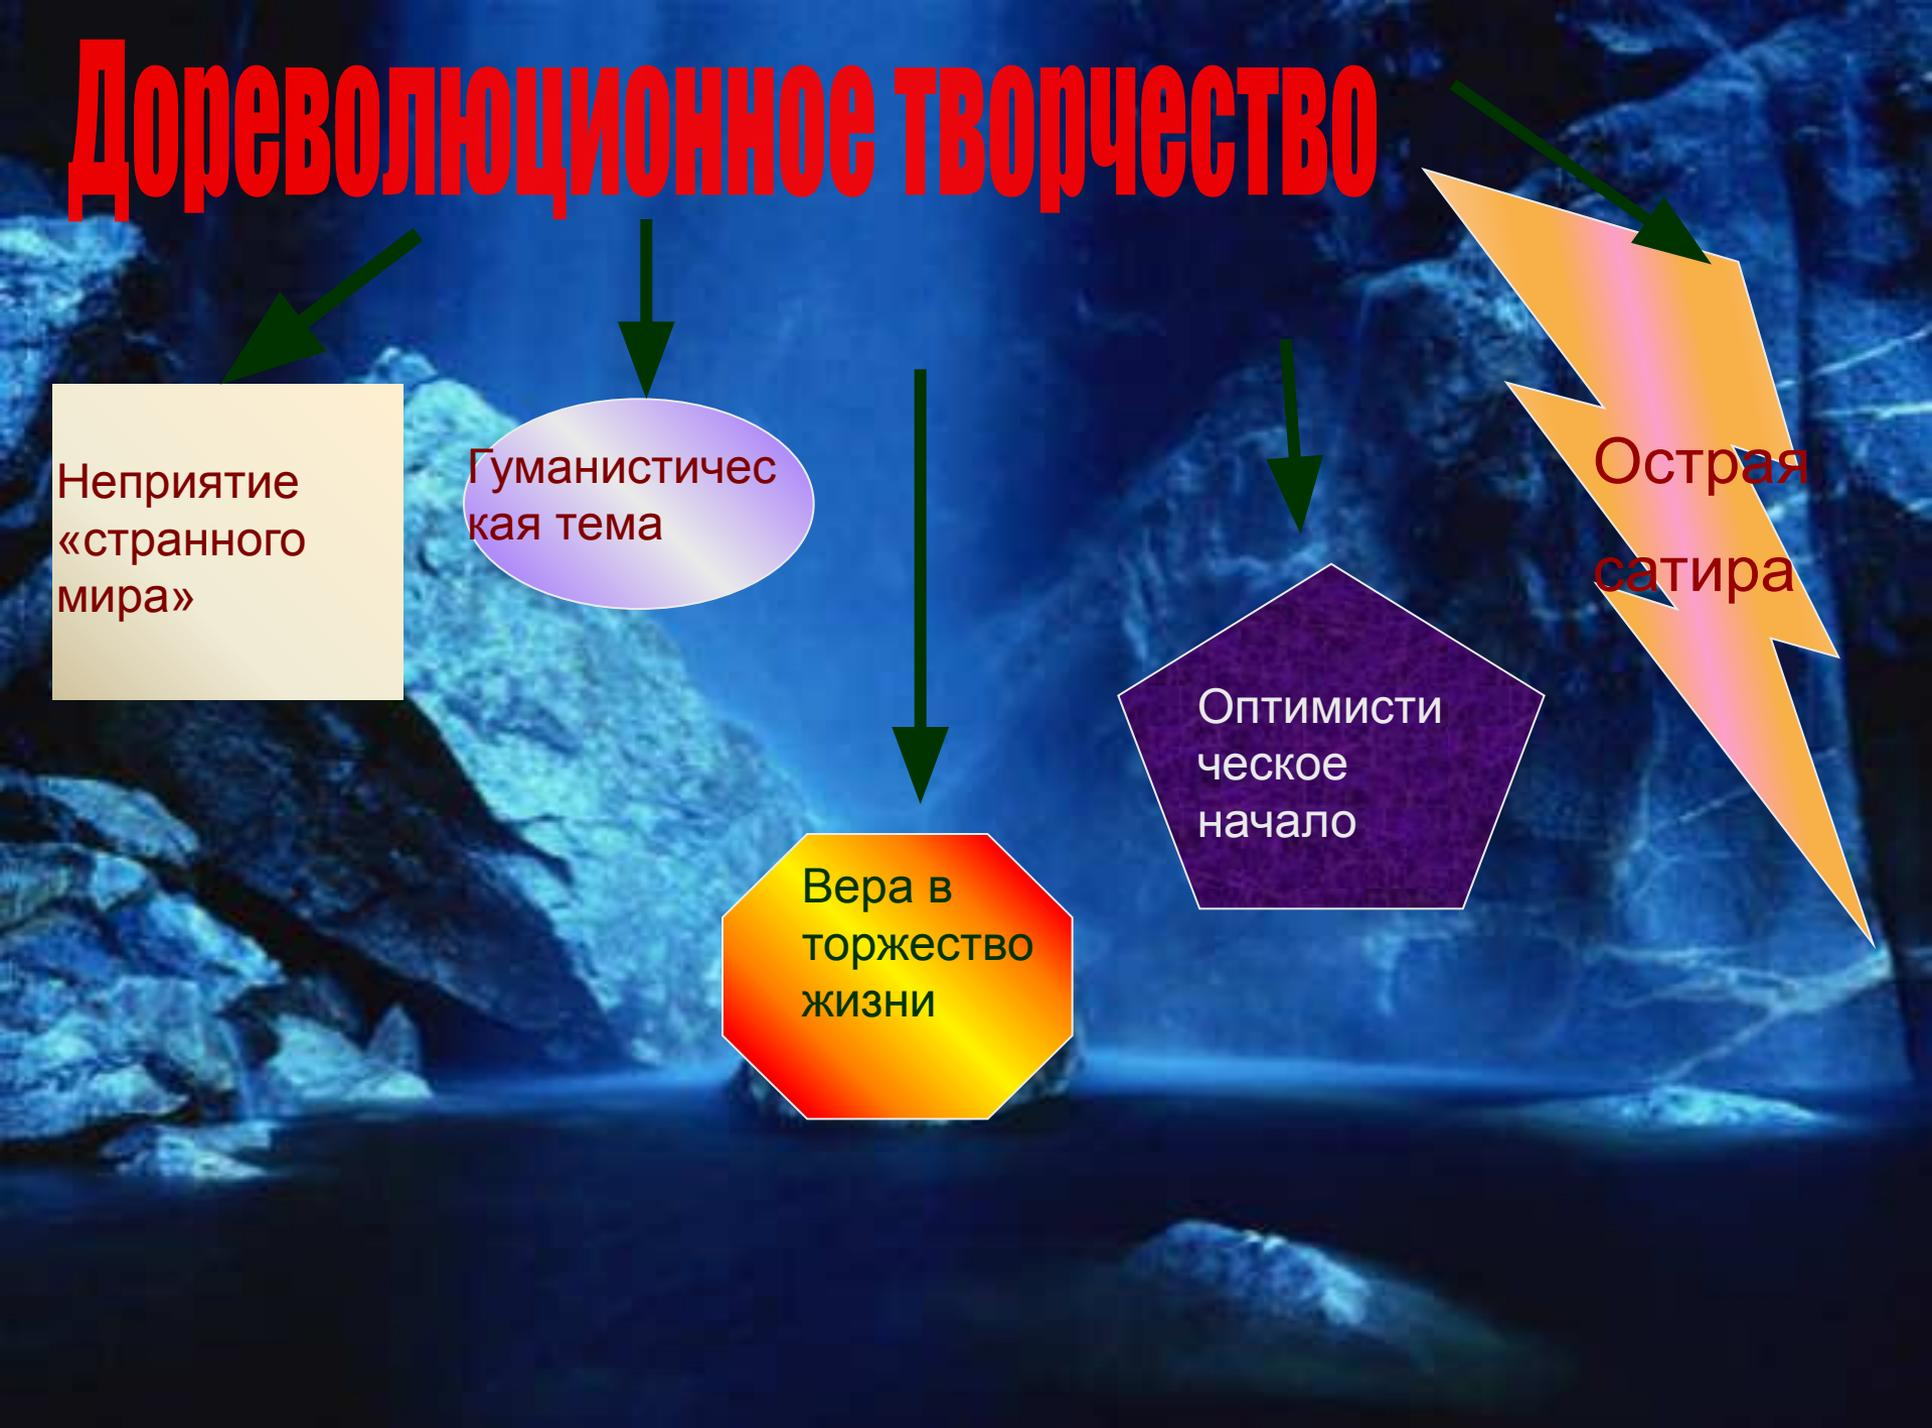 Дореволюционное творчество
Неприятие
«странного
мира»
Гуманистичес
кая тема
Вера в
торжество
жизни
Оптимисти
ческое
начало
Острая
сатира